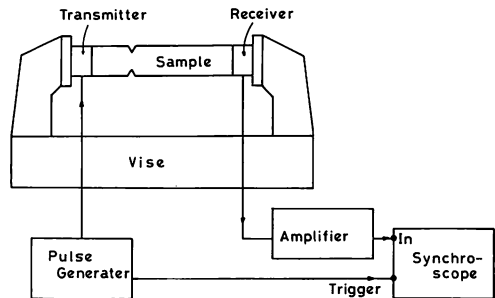 Transmitter
Receiver
Sample
Vise
Amplifier
In
Pulse
Generater
Synchro-
scope
Trigger